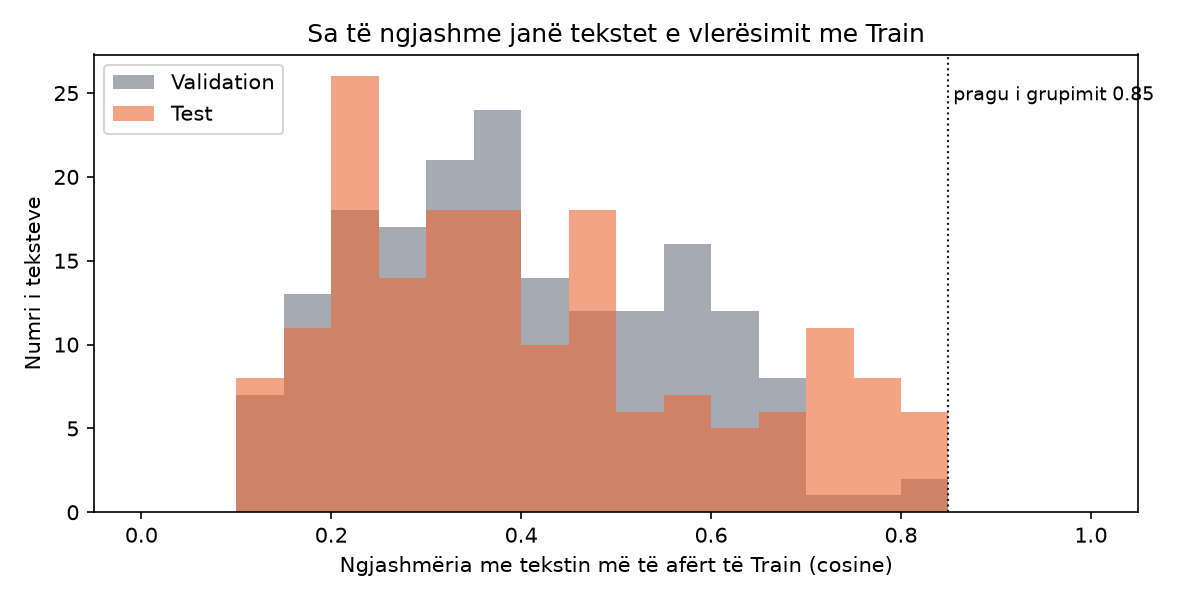 Sa të ngjashme janë tekstet e vlerësimit me Train
Validation
Test
pragu i grupimit 0.85
Numri i teksteve
25
20
15
10
5
0
0.0 0.2 0.4 0.6 0.8 1.0
Ngjashmëria me tekstin më të afërt të Train (cosine)